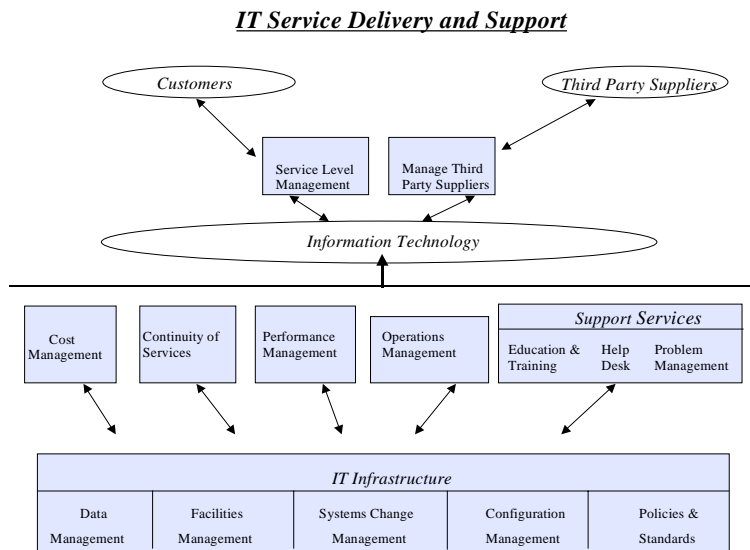 IT Service Delivery and Support
Customers
Third Party Suppliers
Service Level
Management
Manage Third
Party Suppliers
Information Technology
Cost
Management
Continuity of
Services
Performance
Management
Operations
Management
Support Services
Education &
Training
Help
Desk
Problem
Management
IT Infrastructure
Data
Management
Facilities
Management
Systems Change
Management
Configuration
Management
Policies &
Standards